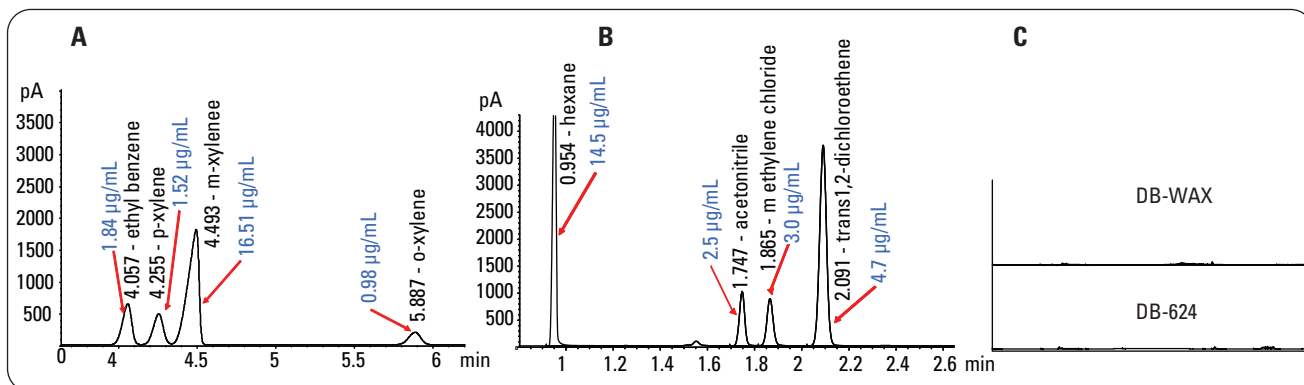 A
pA
3500
3000
2500
2000
1500
1000
500
0
4
4.5
5
5.5
6
min
1.84 µg/mL
4.057 - ethyl benzene
4.255 - p-xylene
1.52 µg/mL
4.493 - m-xylenee
16.51 µg/mL
0.98 µg/mL
5.887 - o-xylene
B
pA
4000
3500
3000
2500
2000
1500
1000
500
1
1.2
1.4
1.6
1.8
2
2.2
2.4
2.6
min
0.954 - hexane
14.5 µg/mL
2.5 µg/mL
1.747 - acetonitrile
1.865 - m ethylene chloride
3.0 µg/mL
2.091 - trans1,2-dichloroethene
4.7 µg/mL
C
DB-WAX
DB-624